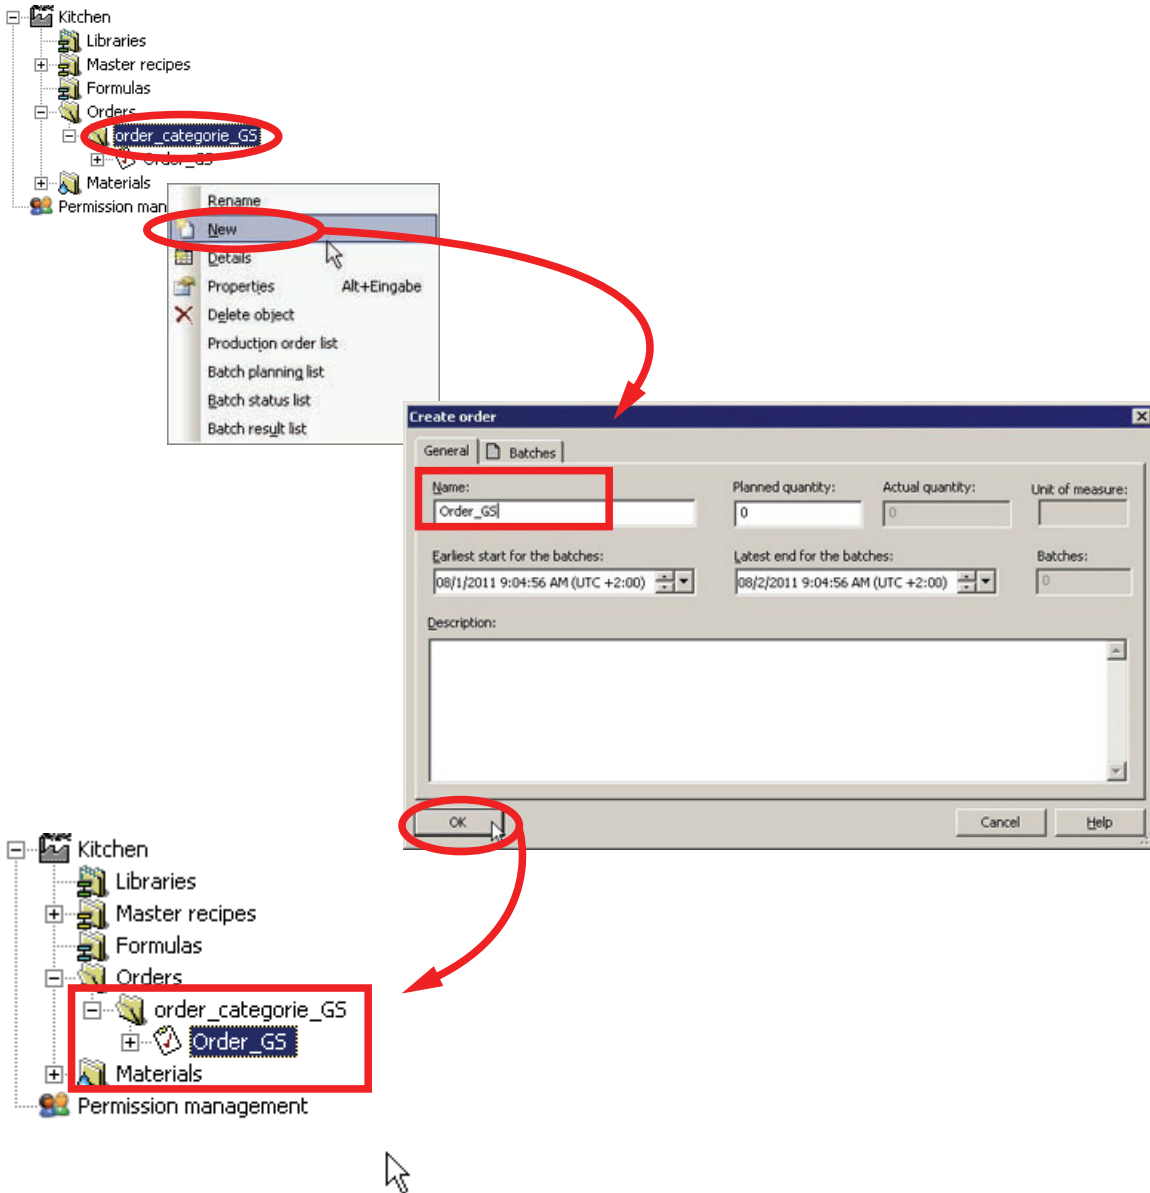 Kitchen
Libraries
Master recipes
Formulas
Orders
order_categorie_GS
Order_GS
Materials
Permission man
Rename
New
Details
Properties Alt+Eingabe
Delete object
Production order list
Batch planning list
Batch status list
Batch result list
Create order
General Batches
Name: Planned quantity: Actual quantity: Unit of measure:
Order_GS 0 0
Earliest start for the batches: Latest end for the batches: Batches:
08/1/2011 9:04:56 AM (UTC +2:00) 08/2/2011 9:04:56 AM (UTC +2:00) 0
Description:
OK Cancel Help
Kitchen
Libraries
Master recipes
Formulas
Orders
order_categorie_GS
Order_GS
Materials
Permission management